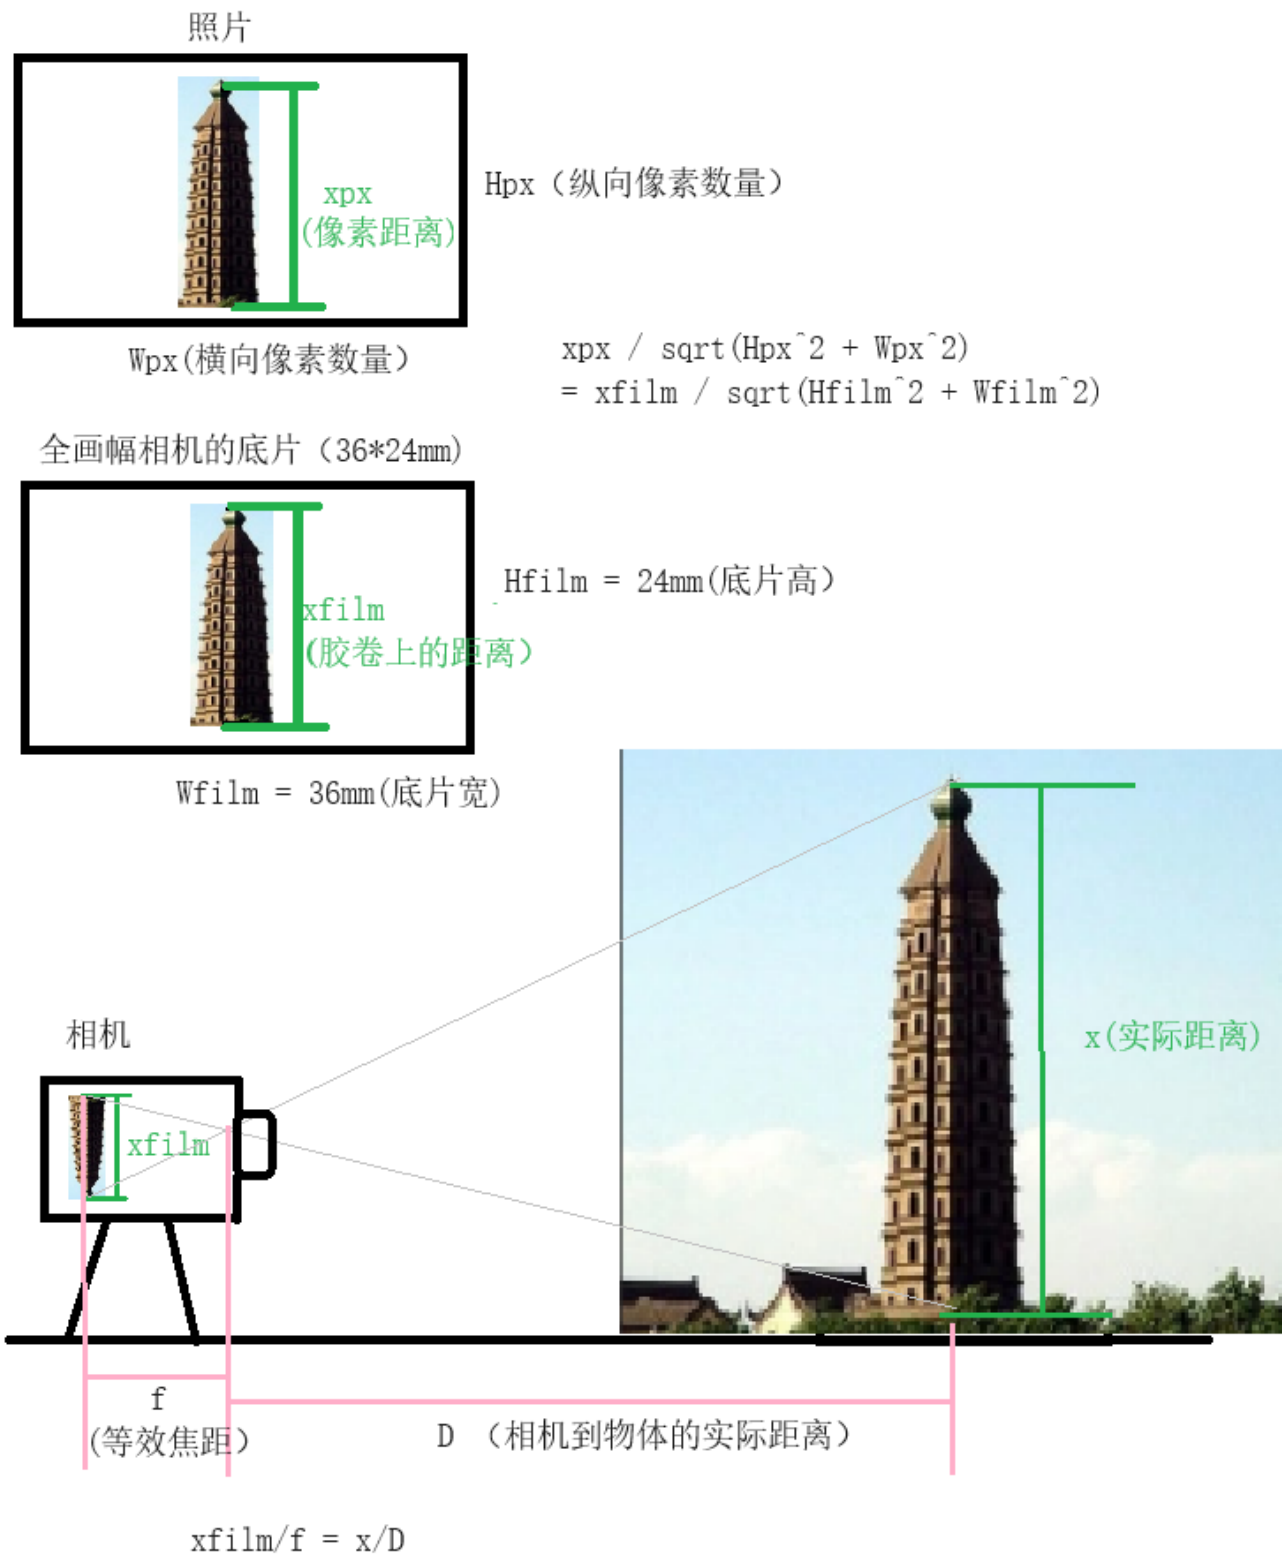 照片
xpx
(像素距离)
Hpx（纵向像素数量）
Wpx(横向像素数量）
xpx / sqrt(Hpx^2 + Wpx^2)
= xfilm / sqrt(Hfilm^2 + Wfilm^2)
全画幅相机的底片（36*24mm)
xfilm
(胶卷上的距离）
Hfilm = 24mm(底片高）
Wfilm = 36mm(底片宽)
相机
xfilm
x(实际距离)
f
(等效焦距）
D （相机到物体的实际距离）
xfilm/f = x/D